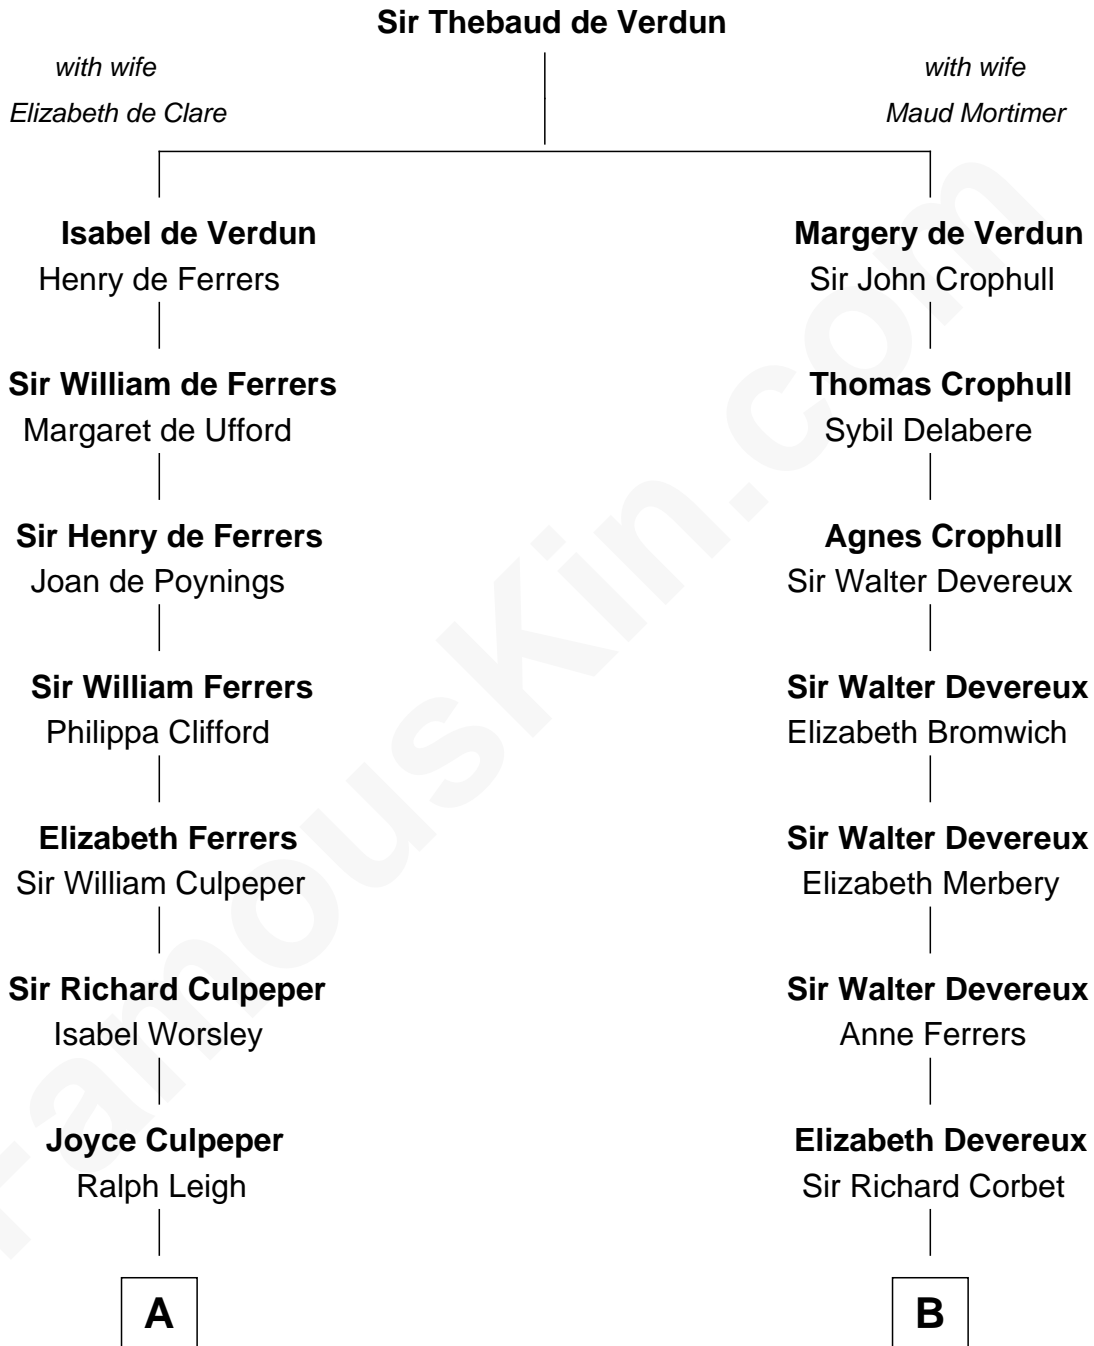 Sir Thebaud de Verdun
with wife
Elizabeth de Clare
with wife
Maud Mortimer
Isabel de Verdun
Henry de Ferrers
Margery de Verdun
Sir John Crophull
Sir William de Ferrers
Margaret de Ufford
Thomas Crophull
Sybil Delabere
Sir Henry de Ferrers
Joan de Poynings
Agnes Crophull
Sir Walter Devereux
Sir William Ferrers
Philippa Clifford
Sir Walter Devereux
Elizabeth Bromwich
Elizabeth Ferrers
Sir William Culpeper
Sir Walter Devereux
Elizabeth Merbery
Sir Richard Culpeper
Isabel Worsley
Sir Walter Devereux
Anne Ferrers
Joyce Culpeper
Ralph Leigh
Elizabeth Devereux
Sir Richard Corbet
A
B
FamousKin.com